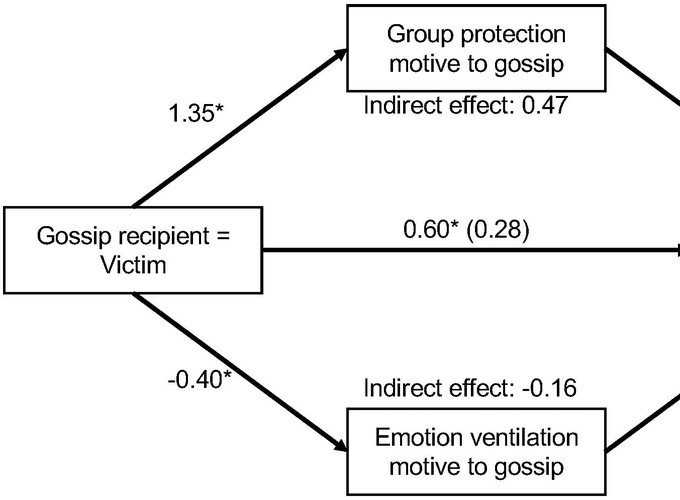 Group protection
motive to gossip
Indirect effect: 0.47
1.35*
Gossip recipient =
Victim
0.60* (0.28)
-0.40*
Indirect effect: -0.16
Emotion ventilation
motive to gossip